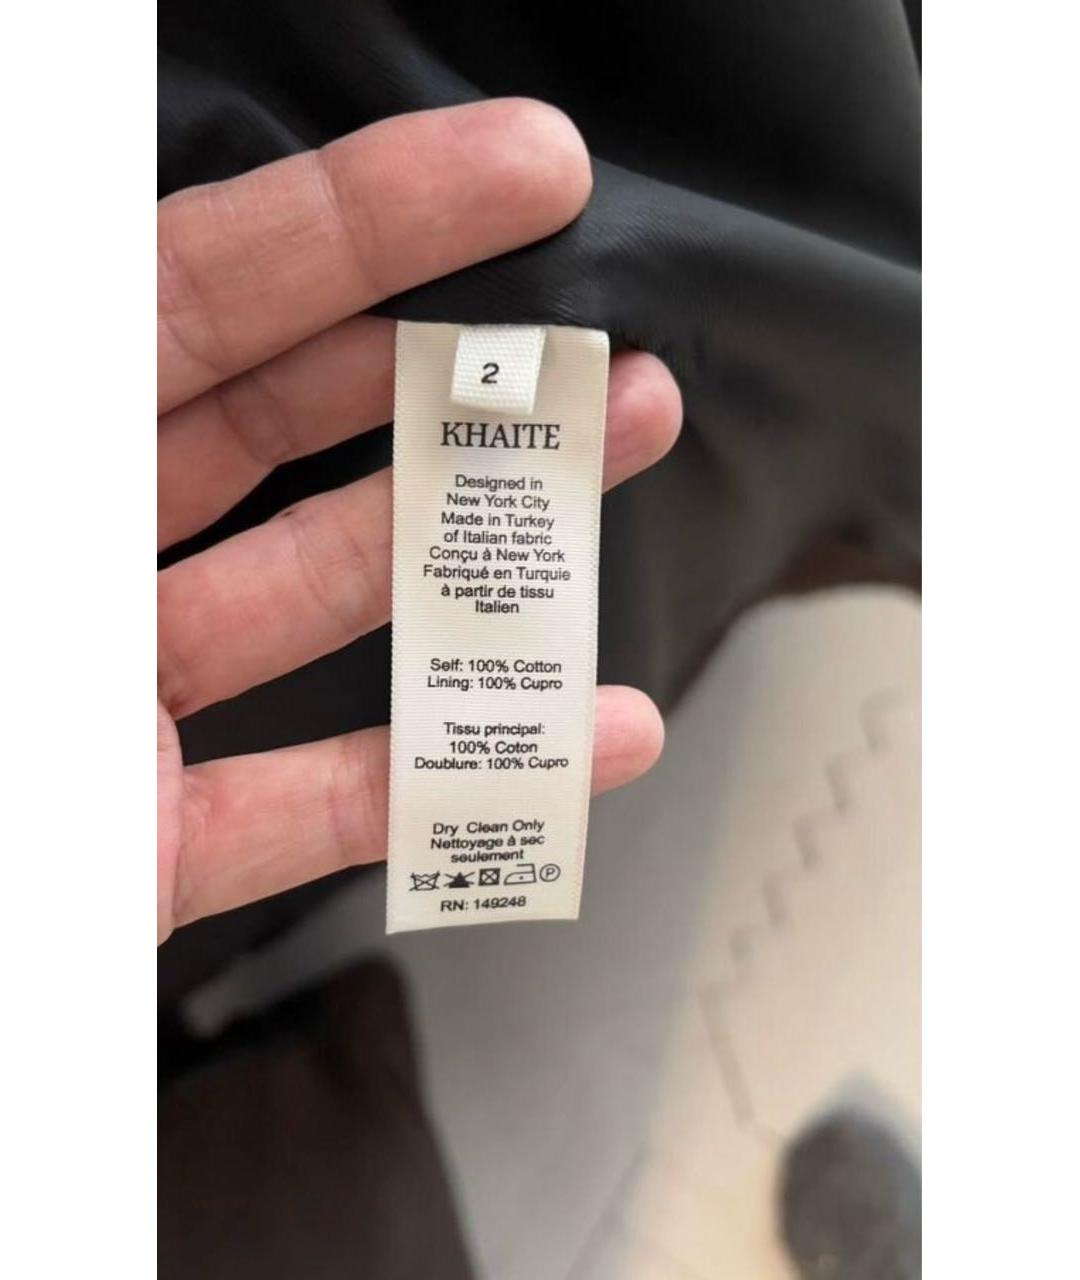 2
KHAITE
Designed in
New York City
Made in Turkey
of Italian fabric
Conçu à New York
Fabriqué en Turquie
à partir de tissu
Italien
Self: 100% Cotton
Lining: 100% Cupro
Tissu principal:
100% Coton
Doublure: 100% Cupro
Dry Clean Only
Nettoyage à sec
seulement
P
RN: 149248